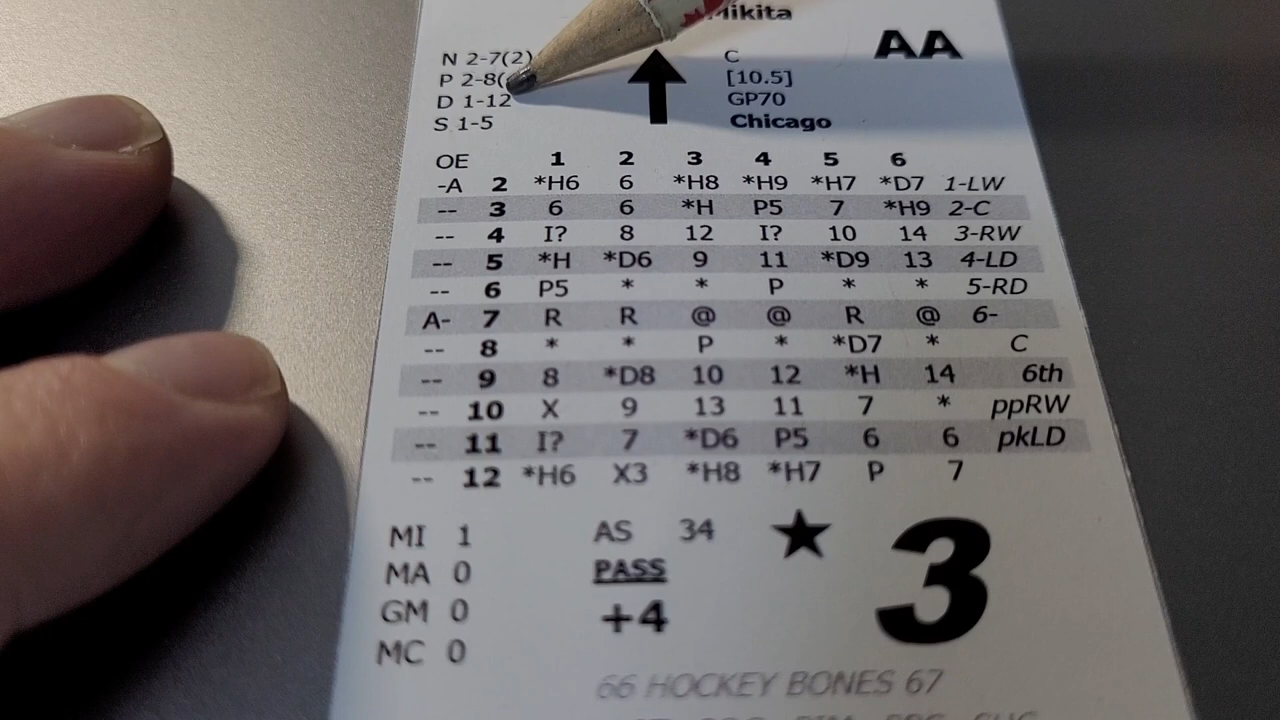 Mikita
N 2-7(2) C AA
P 2-8( [10.5]
D 1-12 GP70
S 1-5 Chicago
OE 1 2 3 4 5 6
-A 2 *H6 6 *H8 *H9 *H7 *D7 1-LW
-- 3 6 6 *H P5 7 *H9 2-C
-- 4 I? 8 12 I? 10 14 3-RW
-- 5 *H *D6 9 11 *D9 13 4-LD
-- 6 P5 * * P * * 5-RD
A- 7 R R @ @ R @ 6-
-- 8 * * P * *D7 * C
-- 9 8 *D8 10 12 *H 14 6th
-- 10 X 9 13 11 7 * ppRW
-- 11 I? 7 *D6 P5 6 6 pkLD
-- 12 *H6 X3 *H8 *H7 P 7
MI 1 AS 34 ★ 3
MA 0 PASS
GM 0 +4
MC 0
66 HOCKEY BONES 67